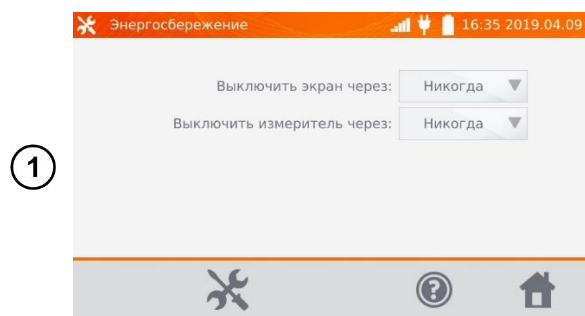 Энергосбережение 16:35 2019.04.09
Выключить экран через: Никогда
Выключить измеритель через: Никогда
1
?